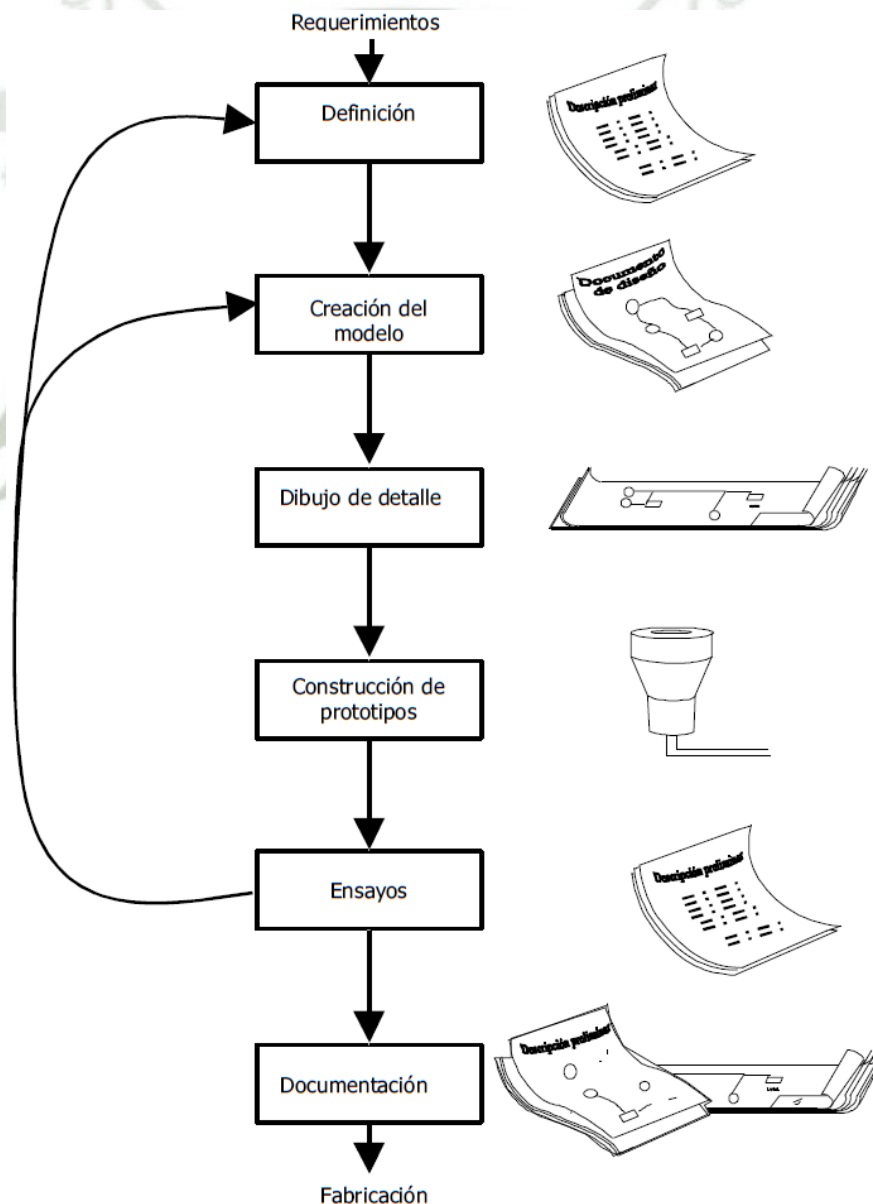 Requerimientos
Definición
Descripción preliminar
Creación del
modelo
Documento
de diseño
Dibujo de detalle
Construcción de
prototipos
Ensayos
Descripción preliminar
Documentación
Descripción preliminar
Fabricación